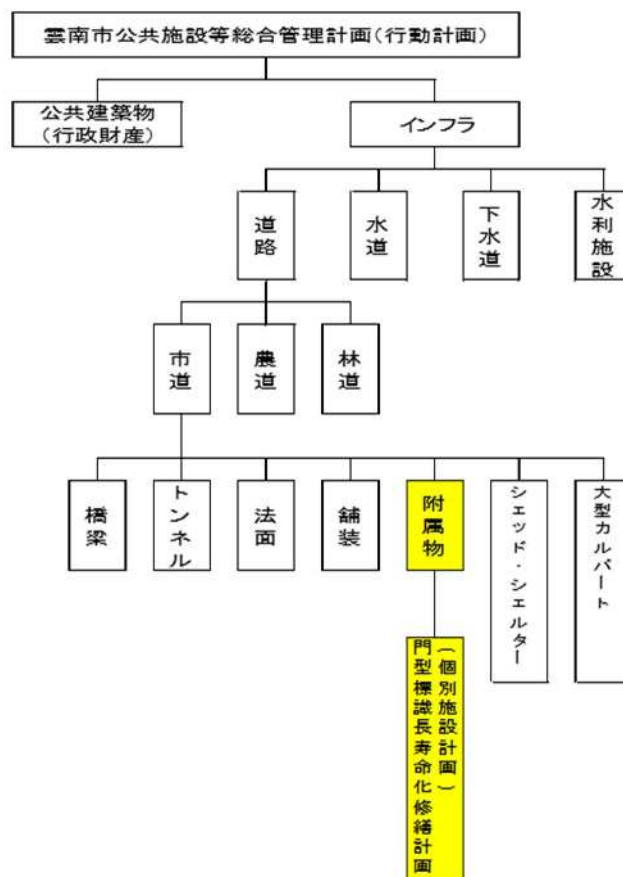 雲南市公共施設等総合管理計画(行動計画)
公共建築物
(行政財産)
インフラ
道路
水道
下水道
水利施設
市道
農道
林道
橋梁
トンネル
法面
舗装
附属物
シェッド・シェルター
大型カルバート
(個別施設計画)
門型標識長寿命化修繕計画